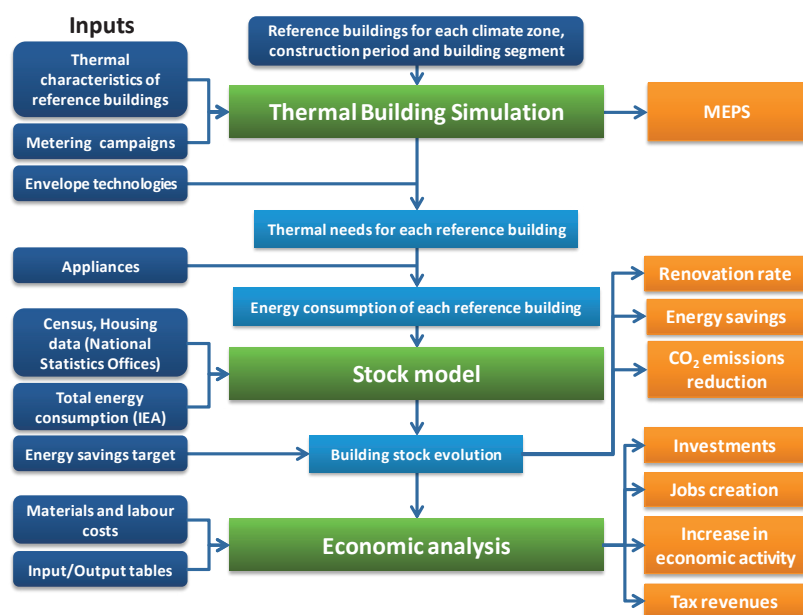 Inputs
Reference buildings for each climate zone,
construction period and building segment
Thermal
characteristics of
reference buildings
Thermal Building Simulation
MEPS
Metering campaigns
Envelope technologies
Thermal needs for each reference building
Appliances
Renovation rate
Energy consumption of each reference building
Energy savings
Census, Housing
data (National
Statistics Offices)
Stock model
CO₂ emissions
reduction
Total energy
consumption (IEA)
Energy savings target
Building stock evolution
Investments
Jobs creation
Materials and labour
costs
Economic analysis
Increase in
economic activity
Input/Output tables
Tax revenues